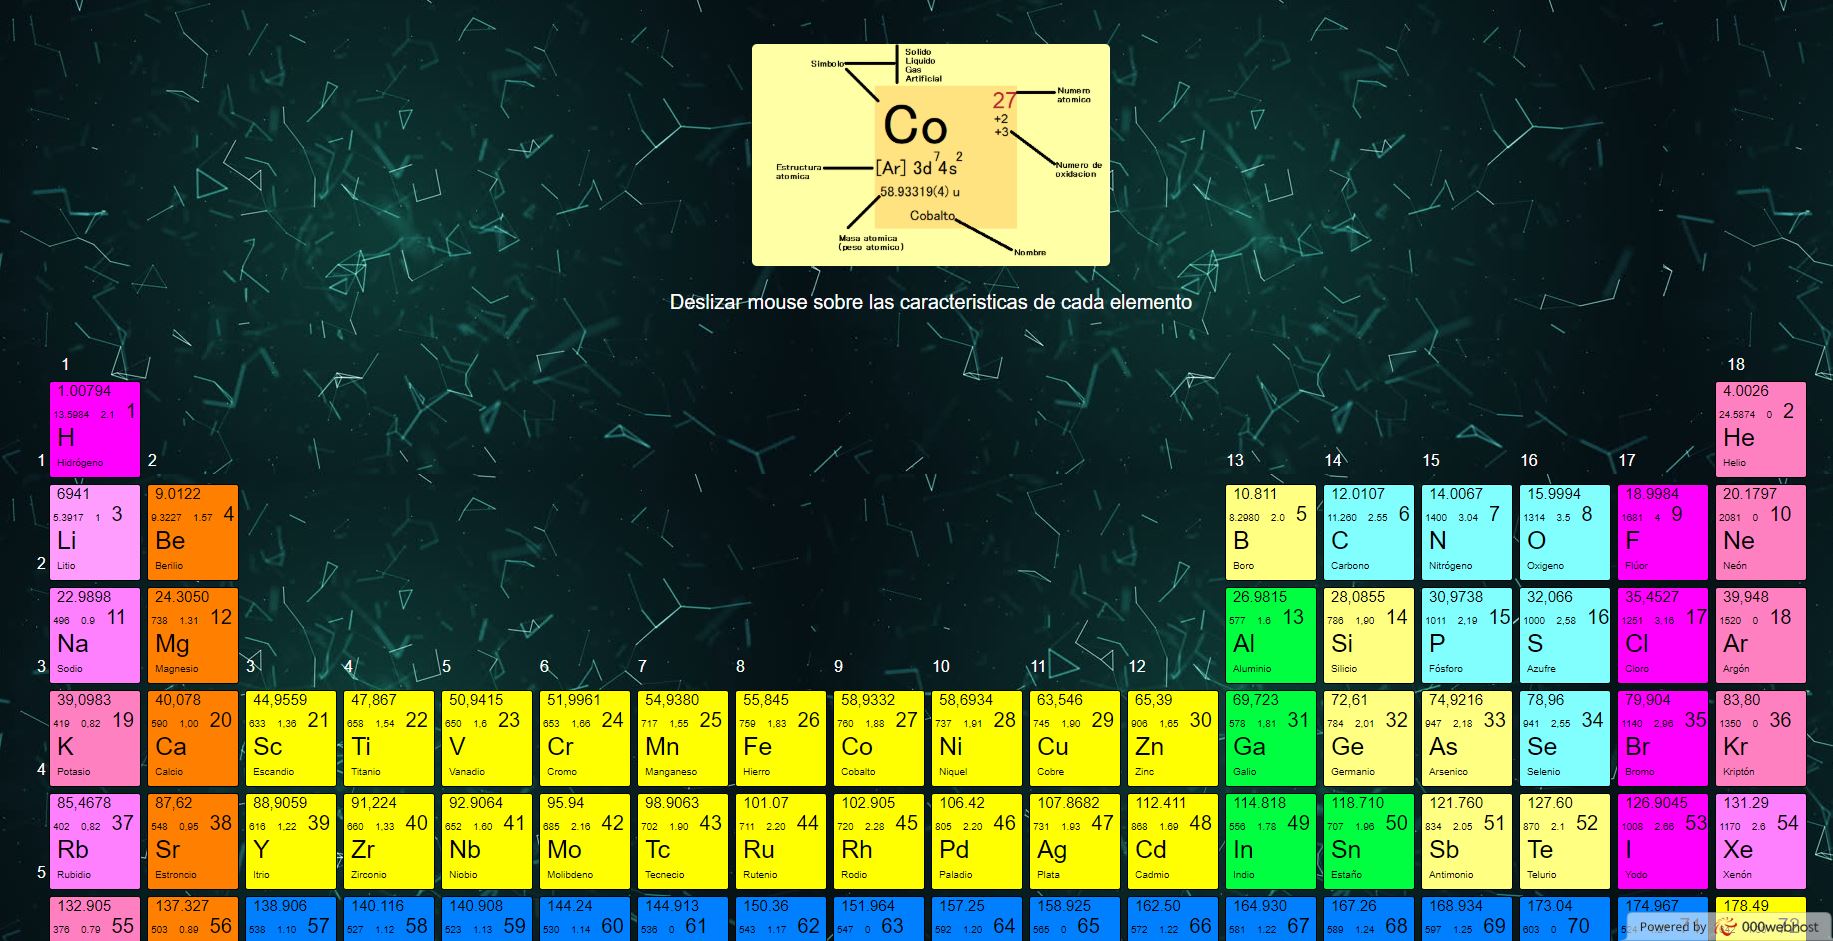 Solido
Simbolo Liquido
Gas
Artificial
27 Numero
atomico
Co +2
+3
Estructura
atomica [Ar] 3d7 4s2 Numero de
oxidacion
58.93319(4) u
Cobalto
Masa atomica
(peso atomico)
Nombre
Deslizar mouse sobre las caracteristicas de cada elemento
1 18
1.00794 4.0026
13.5984 2.1 1 24.5874 0 2
H He
Hidrógeno Helio
1 2 13 14 15 16 17
6941 9.0122 10.811 12.0107 14.0067 15.9994 18.9984 20.1797
5.3917 1 3 9.3227 1.57 4 8.2980 2.0 5 11.260 2.55 6 1400 3.04 7 1314 3.5 8 1681 4 9 2081 0 10
Li Be B C N O F Ne
2 Litio Berilio Boro Carbono Nitrógeno Oxigeno Flúor Neón
22.9898 24.3050 26.9815 28,0855 30,9738 32,066 35,4527 39,948
496 0.9 11 738 1.31 12 577 1.6 13 786 1,90 14 1011 2,19 15 1000 2,58 16 1251 3,16 17 1520 0 18
Na Mg Al Si P S Cl Ar
3 Sodio Magnesio 3 4 5 6 7 8 9 10 11 12 Aluminio Silicio Fósforo Azufre Cloro Argón
39,0983 40,078 44,9559 47,867 50,9415 51,9961 54,9380 55,845 58,9332 58,6934 63,546 65,39 69,723 72,61 74,9216 78,96 79,904 83,80
419 0,82 19 590 1,00 20 633 1,36 21 658 1,54 22 650 1.6 23 653 1,66 24 717 1,55 25 759 1,83 26 760 1.88 27 737 1.91 28 745 1.90 29 906 1,65 30 578 1,81 31 784 2,01 32 947 2,18 33 941 2,55 34 1140 2,96 35 1350 0 36
K Ca Sc Ti V Cr Mn Fe Co Ni Cu Zn Ga Ge As Se Br Kr
4 Potasio Calcio Escandio Titanio Vanadio Cromo Manganeso Hierro Cobalto Niquel Cobre Zinc Galio Germanio Arsenico Selenio Bromo Kriptón
85,4678 87,62 88,9059 91,224 92.9064 95.94 98.9063 101.07 102.905 106.42 107.8682 112.411 114.818 118.710 121.760 127.60 126.9045 131.29
402 0,82 37 548 0,95 38 616 1,22 39 660 1,33 40 652 1.60 41 685 2.16 42 702 1.90 43 711 2.20 44 720 2.28 45 805 2.20 46 731 1.93 47 868 1.69 48 556 1.78 49 707 1.96 50 834 2.05 51 870 2.1 52 1008 2.66 53 1170 2.6 54
Rb Sr Y Zr Nb Mo Tc Ru Rh Pd Ag Cd In Sn Sb Te I Xe
5 Rubidio Estroncio Itrio Zirconio Niobio Molibdeno Tecnecio Rutenio Rodio Paladio Plata Cadmio Indio Estaño Antimonio Telurio Yodo Xenón
132.905 137.327 138.906 140.116 140.908 144.24 144.913 150.36 151.964 157.25 158.925 162.50 164.930 167.26 168.934 173.04 174.967 178.49
376 0.79 55 503 0.89 56 538 1.10 57 527 1.12 58 523 1.13 59 530 1.14 60 536 0 61 543 1.17 62 547 0 63 592 1.20 64 565 0 65 572 1.22 66 581 1.22 67 589 1.24 68 597 1.25 69 603 0 70 71 72
Powered by 000webhost